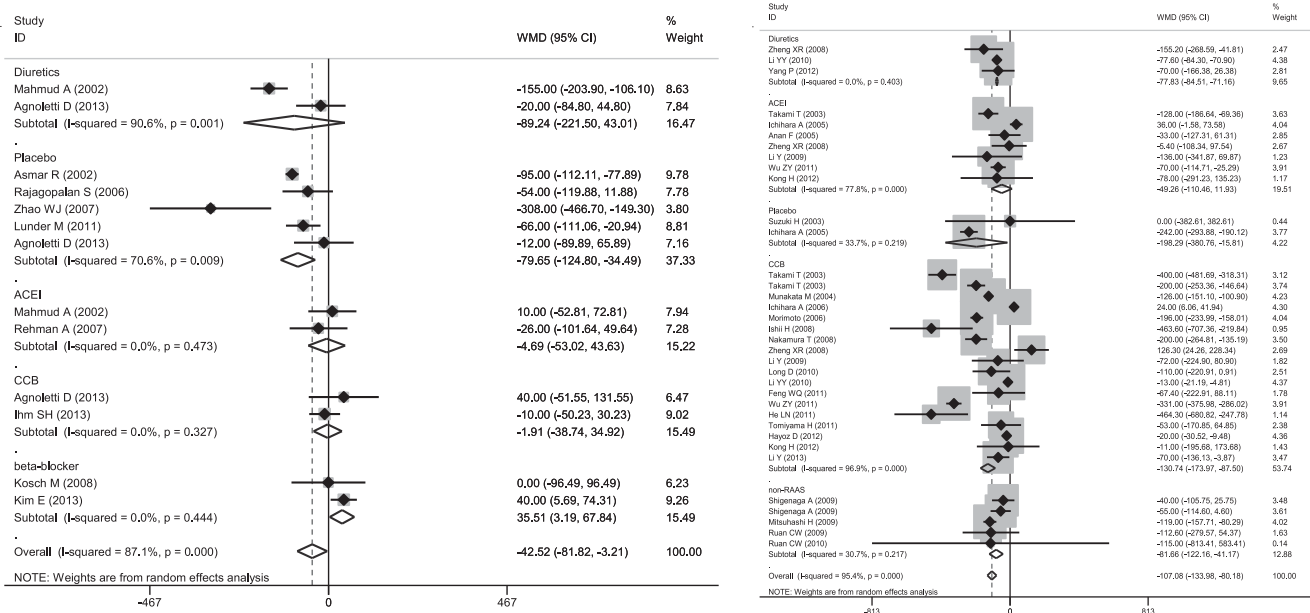 Study %
ID WMD (95% CI) Weight
Diuretics
Mahmud A (2002) -155.00 (-203.90, -106.10) 8.63
Agnoletti D (2013) -20.00 (-84.80, 44.80) 7.84
Subtotal (I-squared = 90.6%, p = 0.001) -89.24 (-221.50, 43.01) 16.47
.
Placebo
Asmar R (2002) -95.00 (-112.11, -77.89) 9.78
Rajagopalan S (2006) -54.00 (-119.88, 11.88) 7.78
Zhao WJ (2007) -308.00 (-466.70, -149.30) 3.80
Lunder M (2011) -66.00 (-111.06, -20.94) 8.81
Agnoletti D (2013) -12.00 (-89.89, 65.89) 7.16
Subtotal (I-squared = 70.6%, p = 0.009) -79.65 (-124.80, -34.49) 37.33
.
ACEI
Mahmud A (2002) 10.00 (-52.81, 72.81) 7.94
Rehman A (2007) -26.00 (-101.64, 49.64) 7.28
Subtotal (I-squared = 0.0%, p = 0.473) -4.69 (-53.02, 43.63) 15.22
.
CCB
Agnoletti D (2013) 40.00 (-51.55, 131.55) 6.47
Ihm SH (2013) -10.00 (-50.23, 30.23) 9.02
Subtotal (I-squared = 0.0%, p = 0.327) -1.91 (-38.74, 34.92) 15.49
.
beta-blocker
Kosch M (2008) 0.00 (-96.49, 96.49) 6.23
Kim E (2013) 40.00 (5.69, 74.31) 9.26
Subtotal (I-squared = 0.0%, p = 0.444) 35.51 (3.19, 67.84) 15.49
.
Overall (I-squared = 87.1%, p = 0.000) -42.52 (-81.82, -3.21) 100.00
NOTE: Weights are from random effects analysis
-467 0 467
Study %
ID WMD (95% CI) Weight
Diuretics
Zheng XR (2008) -155.20 (-268.59, -41.81) 2.47
Li YY (2010) -77.60 (-84.30, -70.90) 4.38
Yang P (2012) -70.00 (-166.38, 26.38) 2.81
Subtotal (I-squared = 0.0%, p = 0.403) -77.83 (-84.51, -71.16) 9.65
.
ACEI
Takami T (2003) -128.00 (-186.64, -69.36) 3.63
Ichihara A (2005) 36.00 (-1.58, 73.58) 4.04
Anan F (2005) -33.00 (-127.31, 61.31) 2.85
Zheng XR (2008) -5.40 (-108.34, 97.54) 2.67
Li Y (2009) -136.00 (-341.87, 69.87) 1.23
Wu ZY (2011) -70.00 (-114.71, -25.29) 3.91
Kong H (2012) -78.00 (-291.23, 135.23) 1.17
Subtotal (I-squared = 77.8%, p = 0.000) -49.26 (-110.46, 11.93) 19.51
.
Placebo
Suzuki H (2003) 0.00 (-382.61, 382.61) 0.44
Ichihara A (2005) -242.00 (-293.88, -190.12) 3.77
Subtotal (I-squared = 33.7%, p = 0.219) -198.29 (-380.76, -15.81) 4.22
.
CCB
Takami T (2003) -400.00 (-481.69, -318.31) 3.12
Takami T (2003) -200.00 (-253.36, -146.64) 3.74
Munakata M (2004) -126.00 (-151.10, -100.90) 4.23
Ichihara A (2006) 24.00 (6.06, 41.94) 4.30
Morimoto (2006) -196.00 (-233.99, -158.01) 4.04
Ishii H (2008) -463.60 (-707.36, -219.84) 0.95
Nakamura T (2008) -200.00 (-264.81, -135.19) 3.50
Zheng XR (2008) 126.30 (24.26, 228.34) 2.69
Li Y (2009) -72.00 (-224.90, 80.90) 1.82
Long D (2010) -110.00 (-220.91, 0.91) 2.51
Li YY (2010) -13.00 (-21.19, -4.81) 4.37
Feng WQ (2011) -67.40 (-222.91, 88.11) 1.78
Wu ZY (2011) -331.00 (-375.98, -286.02) 3.91
He LN (2011) -464.30 (-680.82, -247.78) 1.14
Tomiyama H (2011) -53.00 (-170.85, 64.85) 2.38
Hayoz D (2012) -20.00 (-30.52, -9.48) 4.36
Kong H (2012) -11.00 (-195.68, 173.68) 1.43
Li Y (2013) -70.00 (-136.13, -3.87) 3.47
Subtotal (I-squared = 96.9%, p = 0.000) -130.74 (-173.97, -87.50) 53.74
.
non-RAAS
Shigenaga A (2009) -40.00 (-105.75, 25.75) 3.48
Shigenaga A (2009) -55.00 (-114.60, 4.60) 3.61
Mitsuhashi H (2009) -119.00 (-157.71, -80.29) 4.02
Ruan CW (2009) -112.60 (-279.57, 54.37) 1.63
Ruan CW (2010) -115.00 (-813.41, 583.41) 0.14
Subtotal (I-squared = 30.7%, p = 0.217) -81.66 (-122.16, -41.17) 12.88
.
Overall (I-squared = 95.4%, p = 0.000) -107.08 (-133.98, -80.18) 100.00
NOTE: Weights are from random effects analysis
-813 0 813